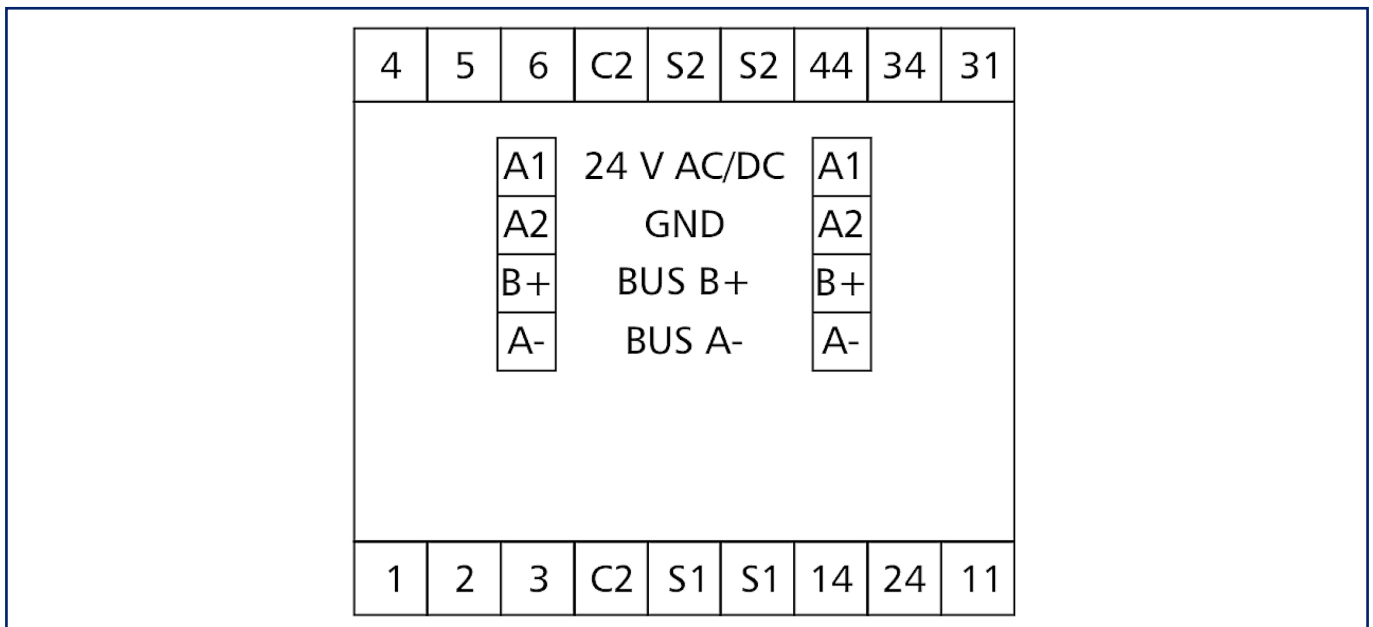 4 5 6 C2 S2 S2 44 34 31
A1 24 V AC/DC A1
A2 GND A2
B+ BUS B+ B+
A- BUS A- A-
1 2 3 C2 S1 S1 14 24 11